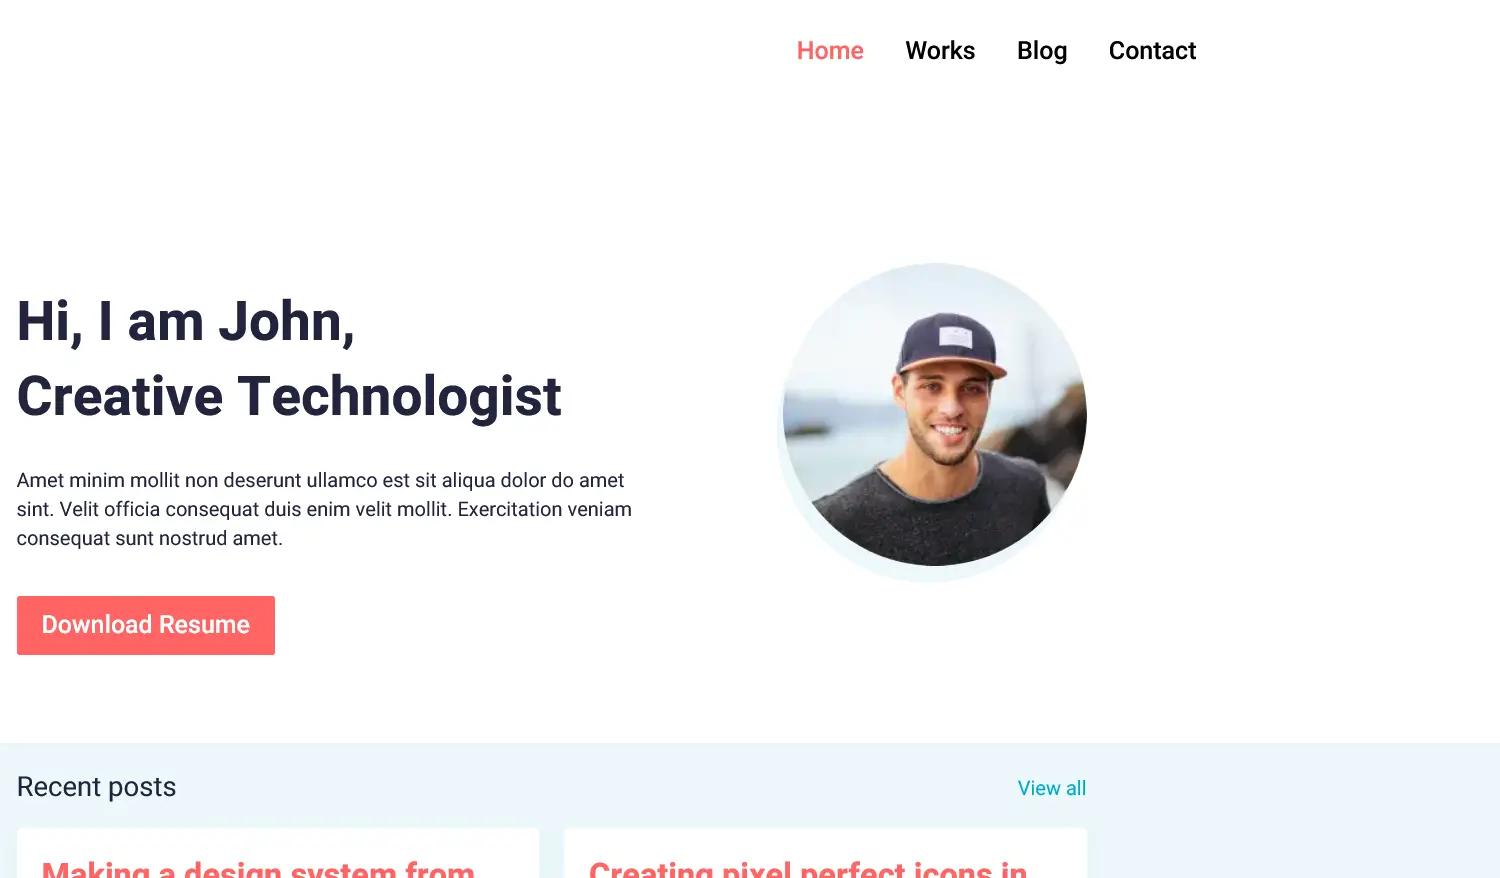 Home Works Blog Contact
Hi, I am John,
Creative Technologist
Amet minim mollit non deserunt ullamco est sit aliqua dolor do amet
sint. Velit officia consequat duis enim velit mollit. Exercitation veniam
consequat sunt nostrud amet.
Download Resume
Recent posts
View all
Making a design system from
Creating pixel perfect icons in